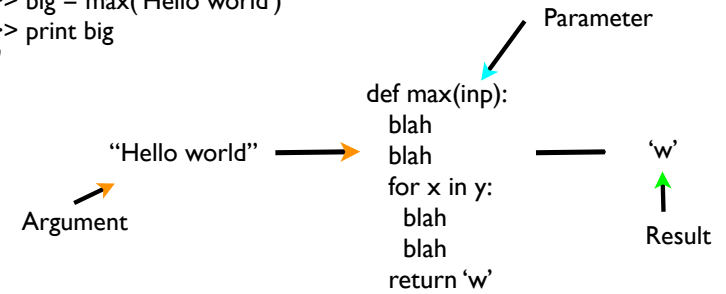 > big = max('Hello world')
> print big
Parameter
def max(inp):
blah
blah
for x in y:
blah
blah
return 'w'
“Hello world”
Argument
‘w’
Result